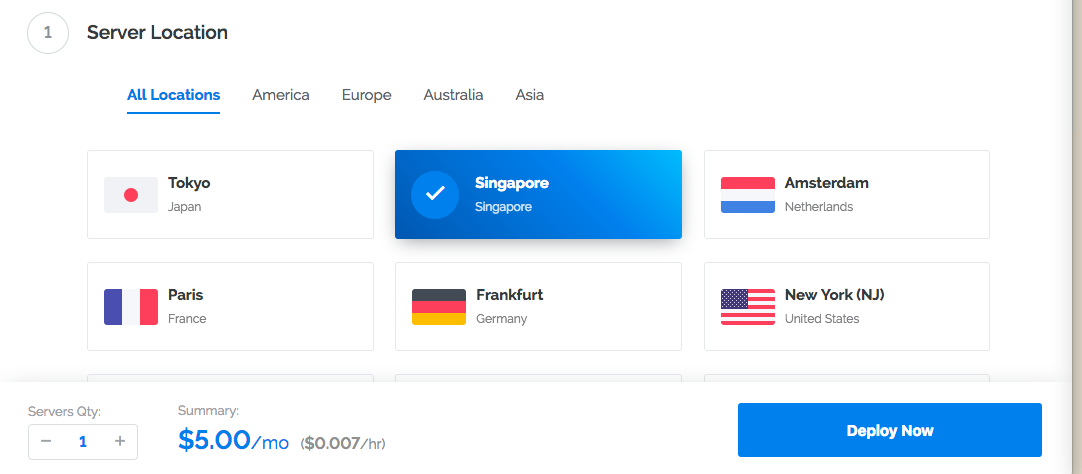 1 Server Location
All Locations America Europe Australia Asia
Tokyo
Japan
Singapore
Singapore
Amsterdam
Netherlands
Paris
France
Frankfurt
Germany
New York (NJ)
United States
Servers Qty:
− 1 +
Summary:
$5.00/mo ($0.007/hr)
Deploy Now